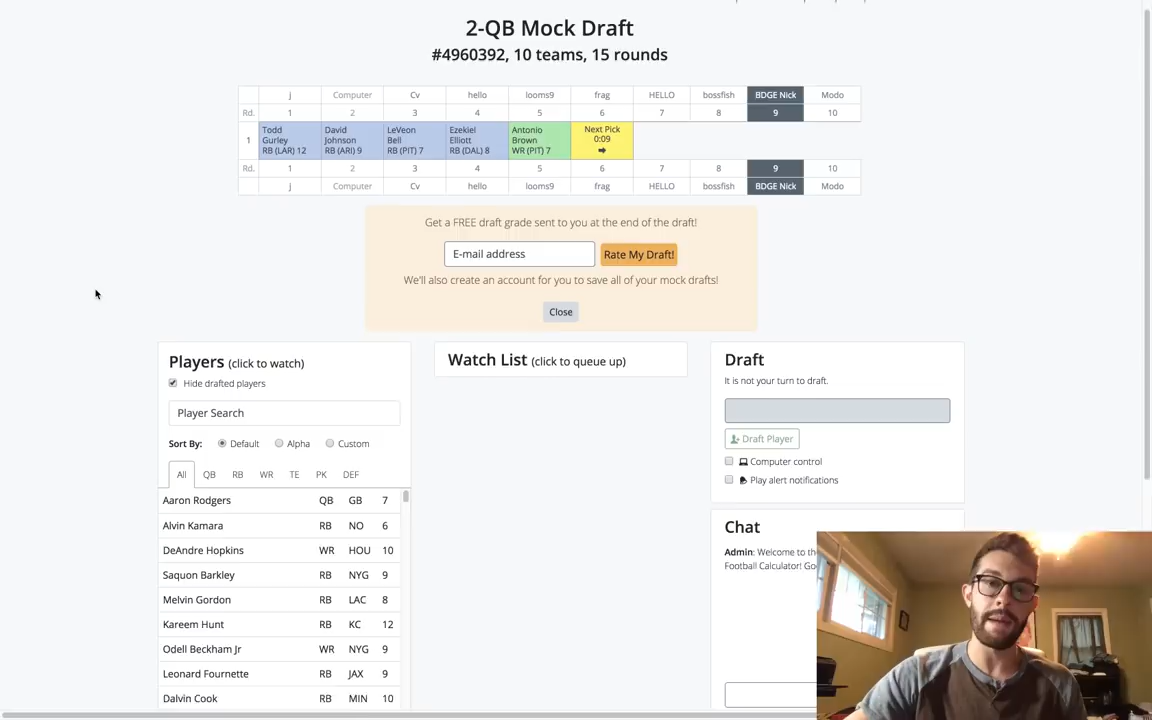 2-QB Mock Draft
#4960392, 10 teams, 15 rounds
j Computer Cv hello looms9 frag HELLO bossfish BDGE Nick Modo
Rd. 1 2 3 4 5 6 7 8 9 10
1 Todd Gurley RB (LAR) 12 David Johnson RB (ARI) 9 LeVeon Bell RB (PIT) 7 Ezekiel Elliott RB (DAL) 8 Antonio Brown WR (PIT) 7 Next Pick 0:09
Rd. 1 2 3 4 5 6 7 8 9 10
j Computer Cv hello looms9 frag HELLO bossfish BDGE Nick Modo
Get a FREE draft grade sent to you at the end of the draft!
E-mail address Rate My Draft!
We'll also create an account for you to save all of your mock drafts!
Close
Players (click to watch)
Hide drafted players
Player Search
Sort By: Default Alpha Custom
All QB RB WR TE PK DEF
Aaron Rodgers QB GB 7
Alvin Kamara RB NO 6
DeAndre Hopkins WR HOU 10
Saquon Barkley RB NYG 9
Melvin Gordon RB LAC 8
Kareem Hunt RB KC 12
Odell Beckham Jr WR NYG 9
Leonard Fournette RB JAX 9
Dalvin Cook RB MIN 10
Watch List (click to queue up)
Draft
It is not your turn to draft.
Draft Player
Computer control
Play alert notifications
Chat
Admin: Welcome to th
Football Calculator! Go